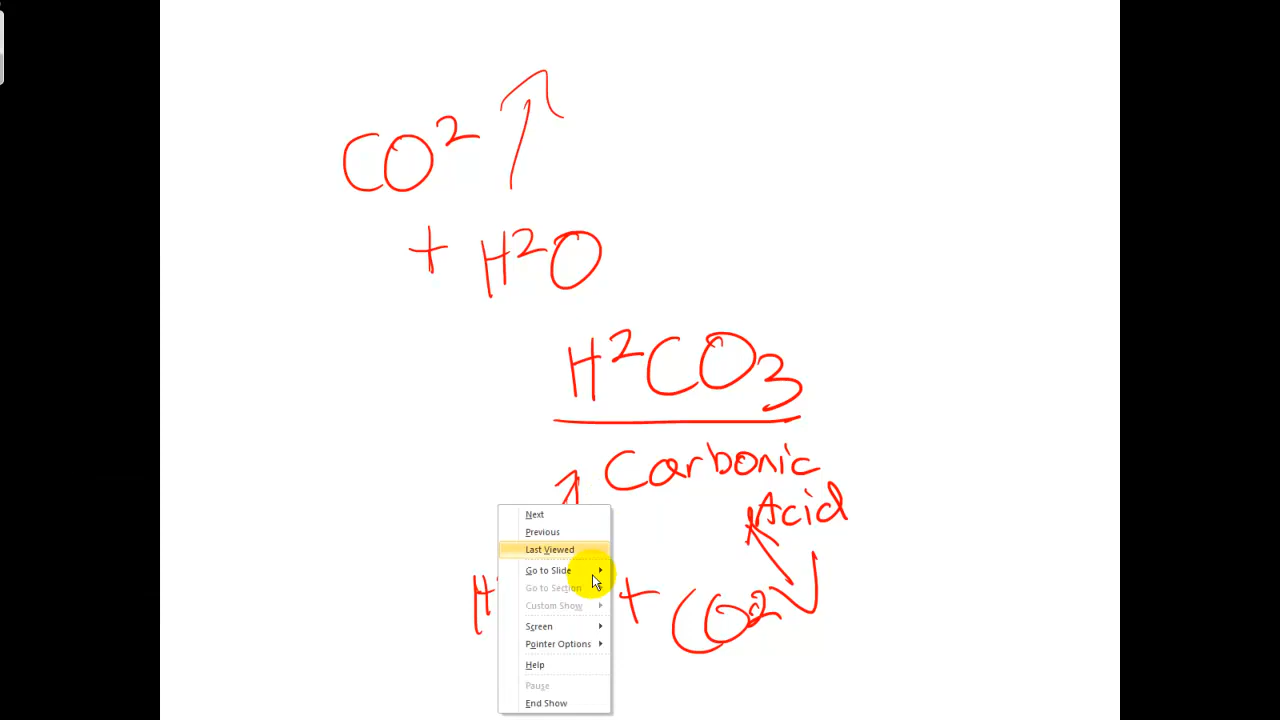 CO²
+ H²O
H²CO3
Carbonic
Acid
H
+ CO2
Next
Previous
Last Viewed
Go to Slide
Go to Section
Custom Show
Screen
Pointer Options
Help
Pause
End Show